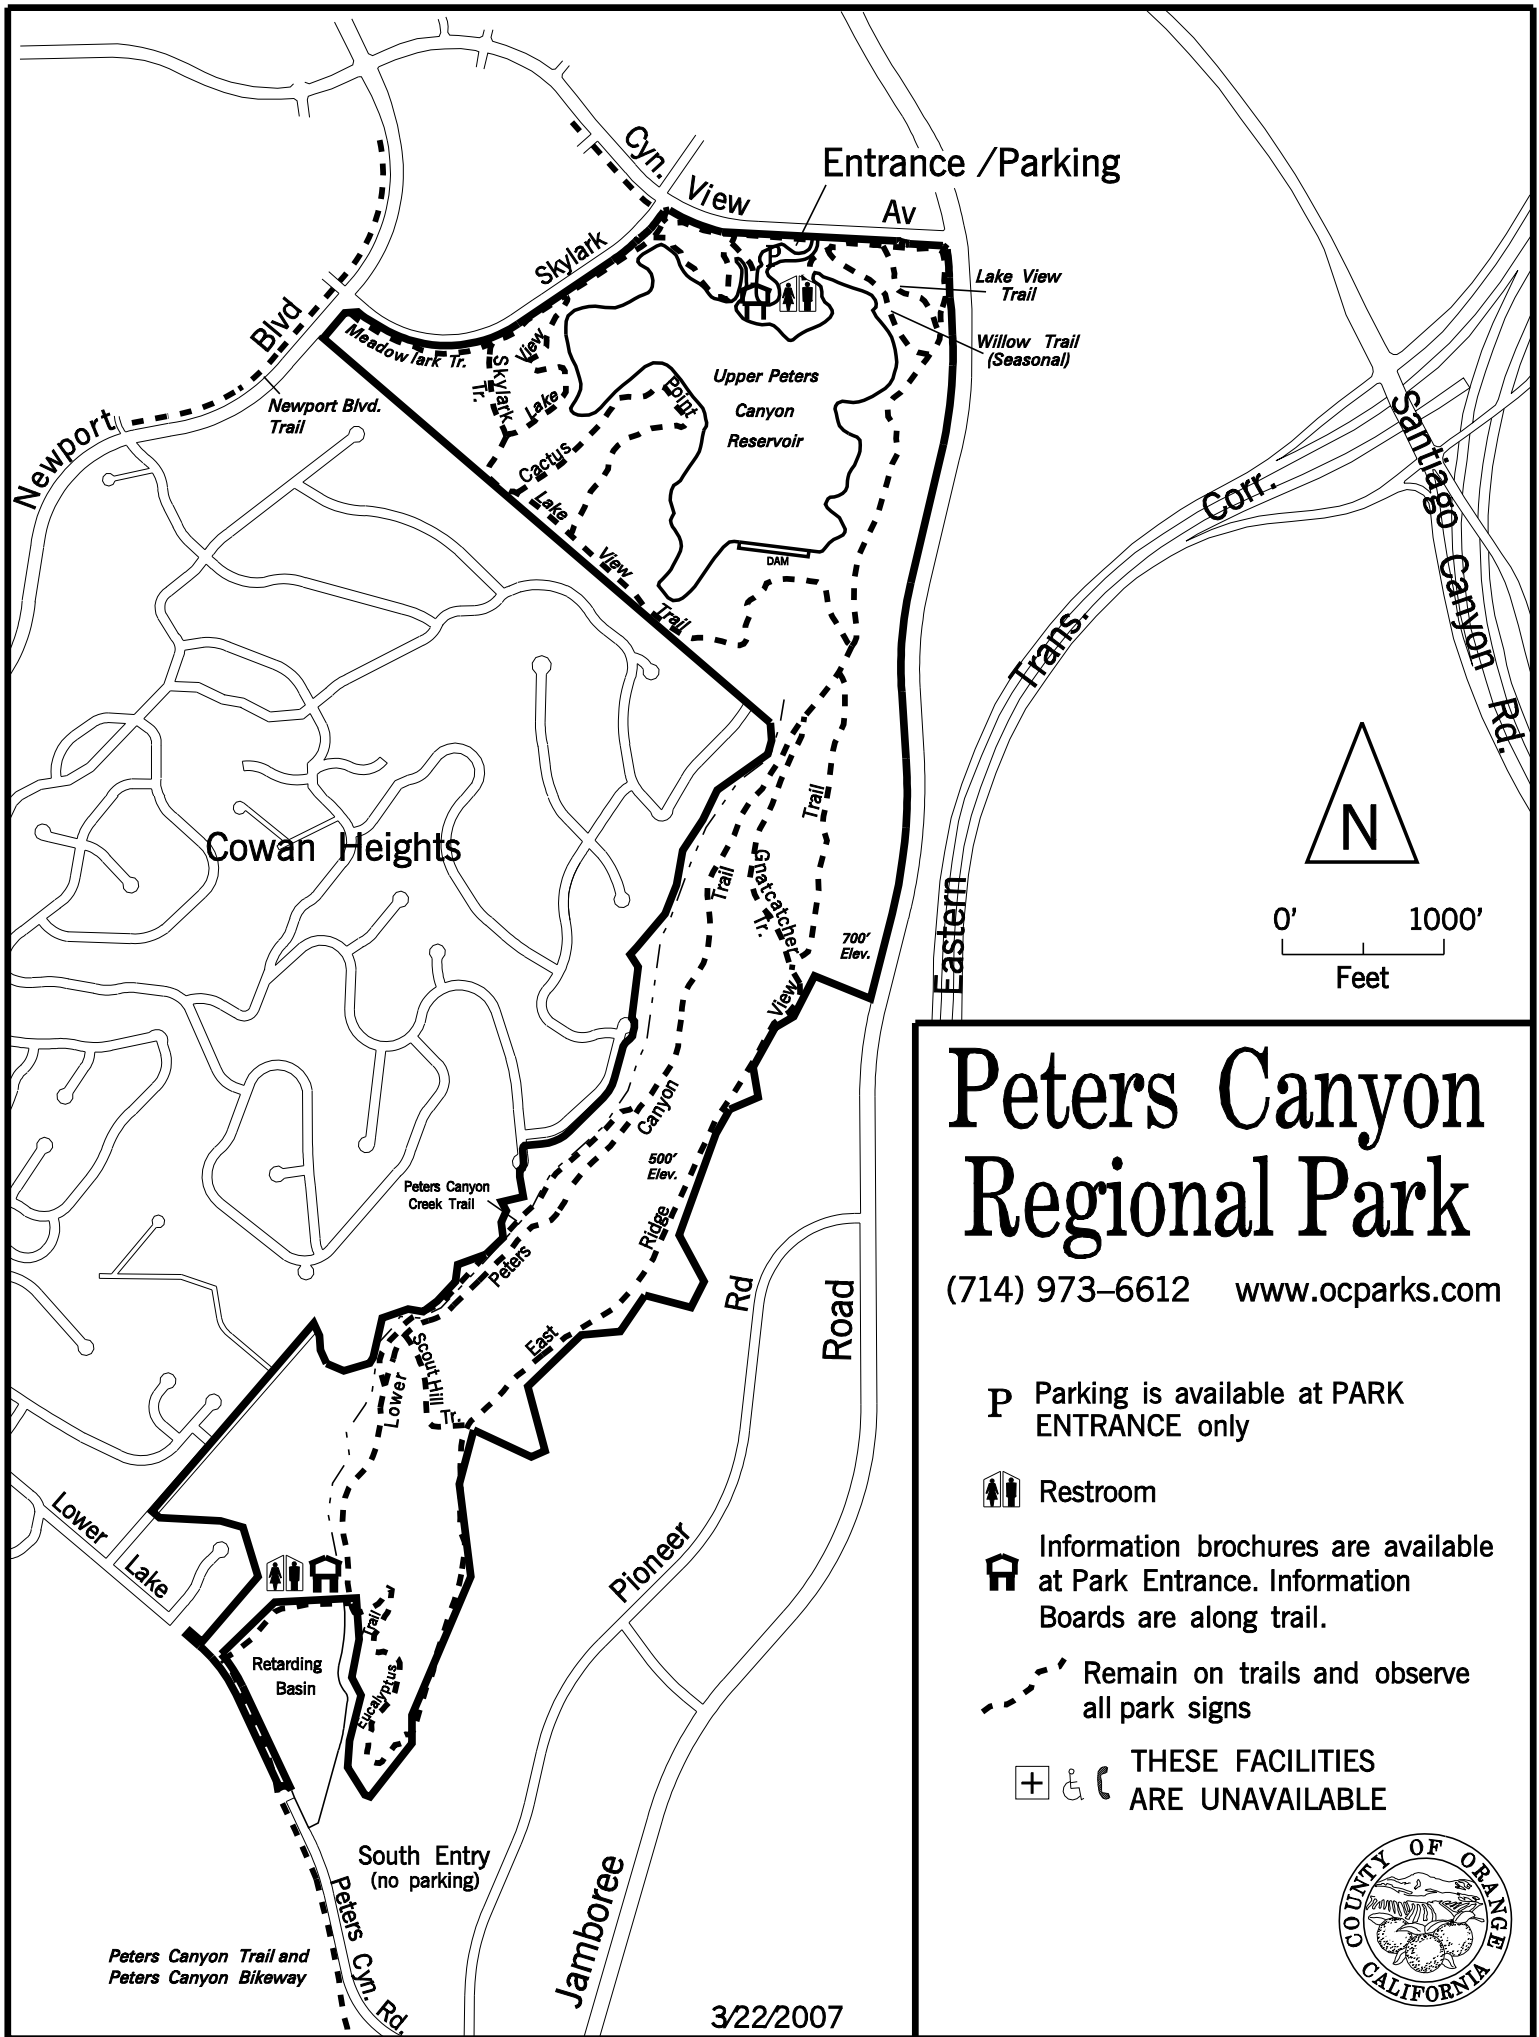 Entrance /Parking
Cyn.
View
Av
Skylark
Lake View
Trail
Willow Trail
(Seasonal)
P
Blvd
Newport
Newport Blvd.
Trail
Meadow lark Tr.
Skylark
Tr.
View
Lake
Cactus
Point
Lake
View
Trail
Upper Peters
Canyon
Reservoir
DAM
Santiago Canyon Rd.
Corr.
Trans.
Eastern
N
0' 1000'
Feet
Cowan Heights
Trail
Trail
Gnatcatcher
Tr.
700'
Elev.
View
Canyon
500'
Elev.
Peters Canyon
Creek Trail
Ridge
Peters
East
Scout Hill
Tr.
Lower
Rd
Road
Pioneer
Lower
Lake
Trail
Eucalyptus
Retarding
Basin
South Entry
(no parking)
Peters Cyn. Rd.
Peters Canyon Trail and
Peters Canyon Bikeway
Jamboree
3/22/2007
Peters Canyon
Regional Park
(714) 973–6612 www.ocparks.com
P Parking is available at PARK
ENTRANCE only
Restroom
Information brochures are available
at Park Entrance. Information
Boards are along trail.
Remain on trails and observe
all park signs
THESE FACILITIES
ARE UNAVAILABLE
COUNTY OF ORANGE
CALIFORNIA